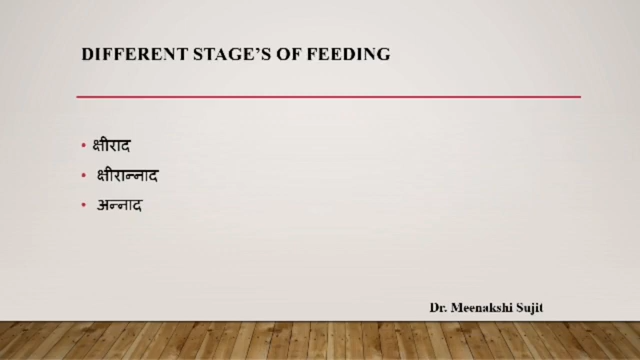 DIFFERENT STAGE’S OF FEEDING
• क्षीराद
• क्षीरान्नाद
• अन्नाद
Dr. Meenakshi Sujit